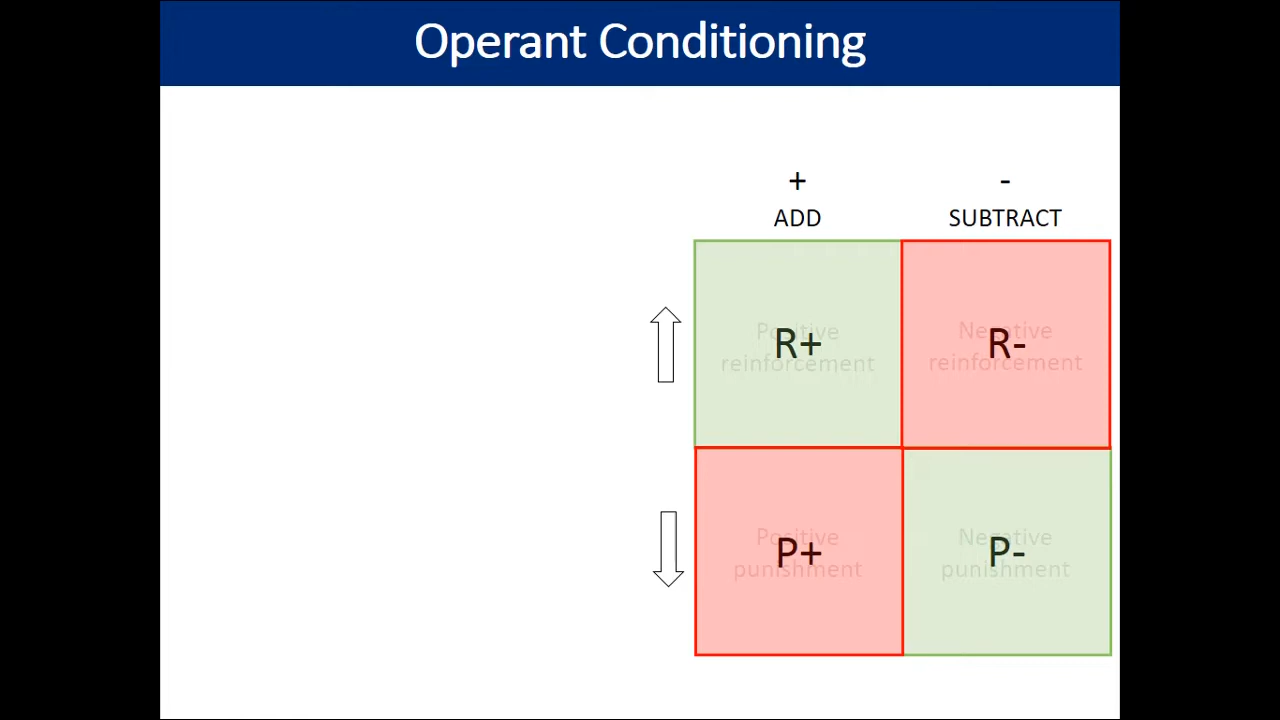 Operant Conditioning
+ -
ADD SUBTRACT
Positive Negative
R+ R-
reinforcement reinforcement
Positive Negative
P+ P-
punishment punishment